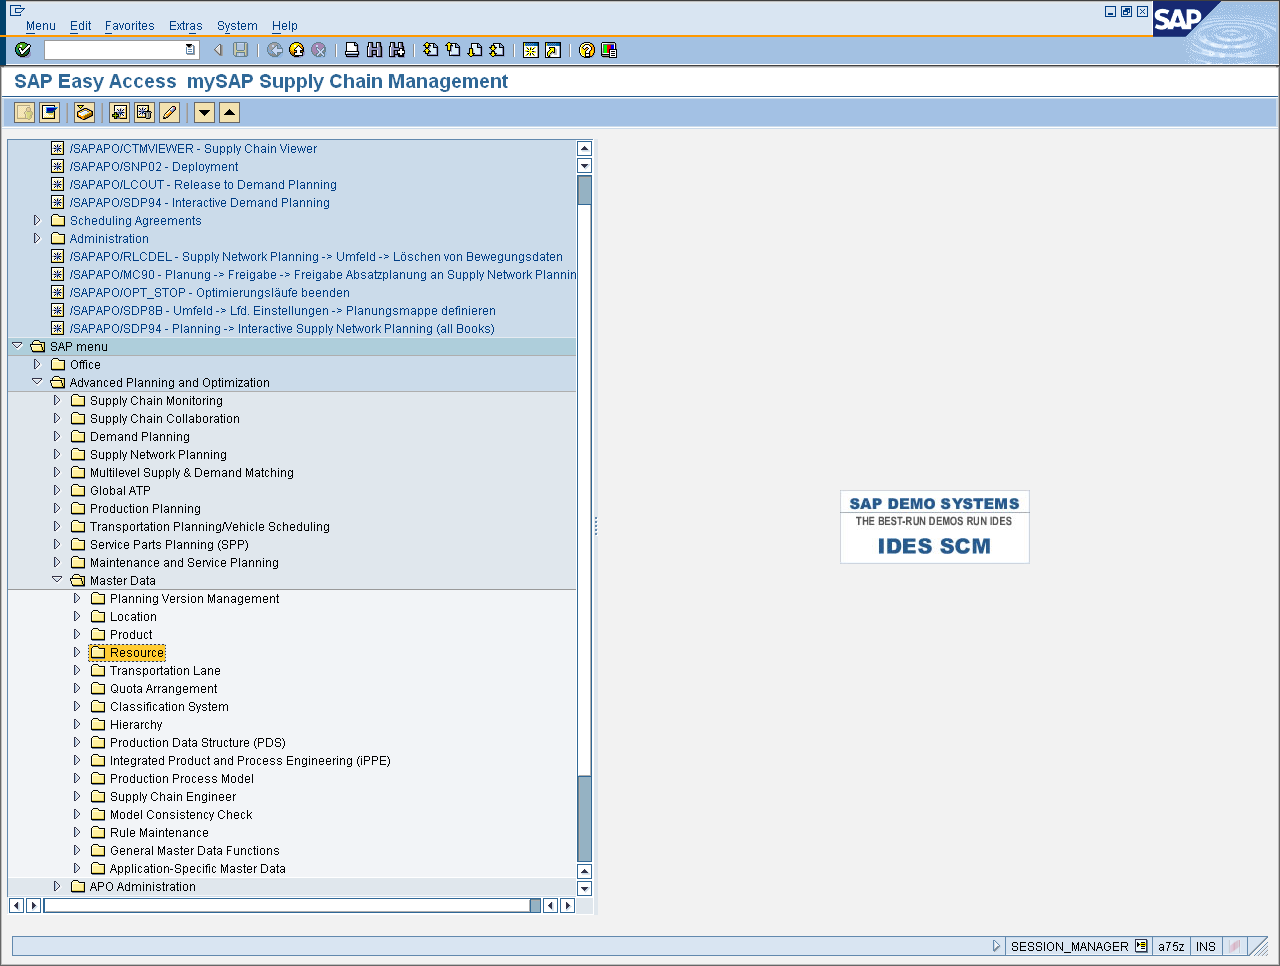 Menu Edit Favorites Extras System Help
SAP
SAP Easy Access mySAP Supply Chain Management
/SAPAPO/CTMVIEWER - Supply Chain Viewer
/SAPAPO/SNP02 - Deployment
/SAPAPO/LCOUT - Release to Demand Planning
/SAPAPO/SDP94 - Interactive Demand Planning
Scheduling Agreements
Administration
/SAPAPO/RLCDEL - Supply Network Planning -> Umfeld -> Löschen von Bewegungsdaten
/SAPAPO/MC90 - Planung -> Freigabe -> Freigabe Absatzplanung an Supply Network Plannin
/SAPAPO/OPT_STOP - Optimierungsläufe beenden
/SAPAPO/SDP8B - Umfeld -> Lfd. Einstellungen -> Planungsmappe definieren
/SAPAPO/SDP94 - Planning -> Interactive Supply Network Planning (all Books)
SAP menu
Office
Advanced Planning and Optimization
Supply Chain Monitoring
Supply Chain Collaboration
Demand Planning
Supply Network Planning
Multilevel Supply & Demand Matching
Global ATP
Production Planning
Transportation Planning/Vehicle Scheduling
Service Parts Planning (SPP)
Maintenance and Service Planning
Master Data
Planning Version Management
Location
Product
Resource
Transportation Lane
Quota Arrangement
Classification System
Hierarchy
Production Data Structure (PDS)
Integrated Product and Process Engineering (iPPE)
Production Process Model
Supply Chain Engineer
Model Consistency Check
Rule Maintenance
General Master Data Functions
Application-Specific Master Data
APO Administration
SAP DEMO SYSTEMS
THE BEST-RUN DEMOS RUN IDES
IDES SCM
SESSION_MANAGER a75z INS